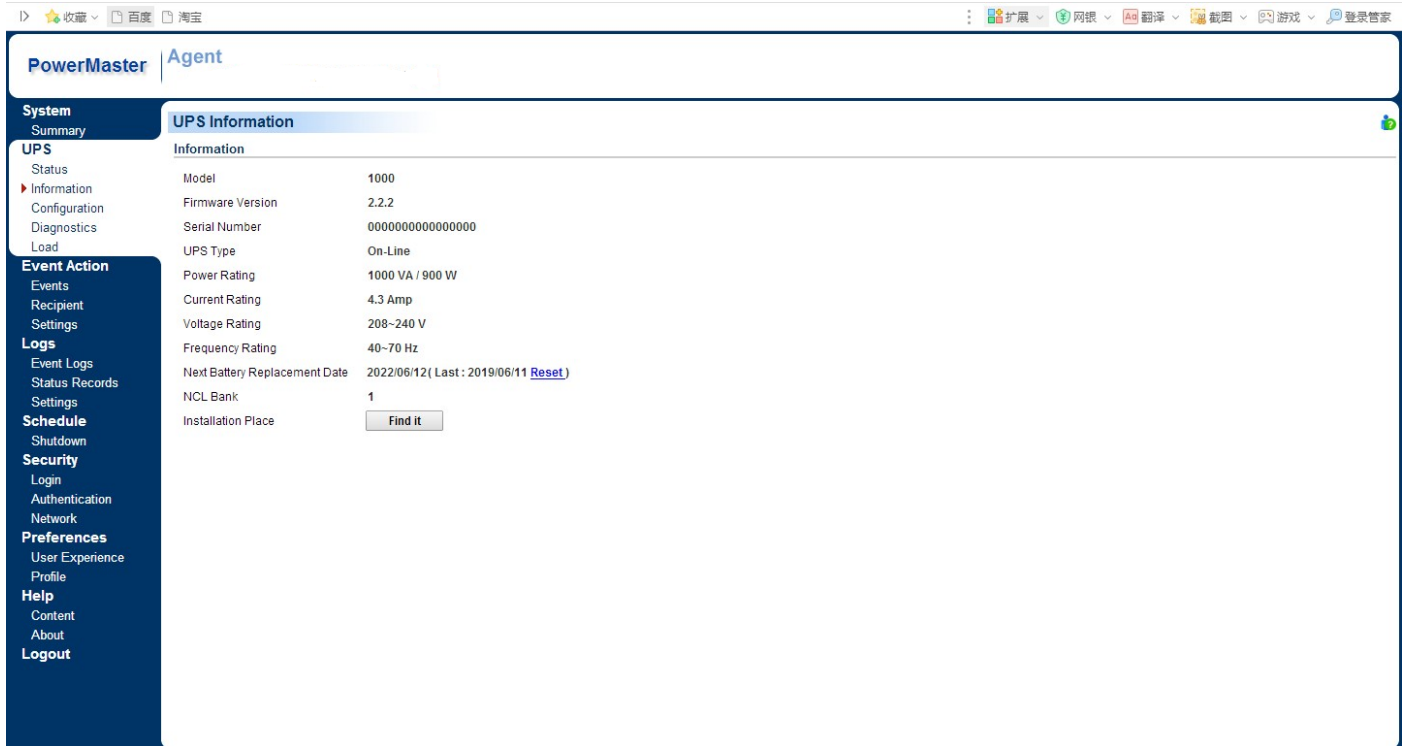 收藏 百度 淘宝 扩展 网银 翻译 截图 游戏 登录管家
PowerMaster
Agent
System
Summary
UPS
Status
Information
Configuration
Diagnostics
Load
Event Action
Events
Recipient
Settings
Logs
Event Logs
Status Records
Settings
Schedule
Shutdown
Security
Login
Authentication
Network
Preferences
User Experience
Profile
Help
Content
About
Logout
UPS Information
Information
Model 1000
Firmware Version 2.2.2
Serial Number 0000000000000000
UPS Type On-Line
Power Rating 1000 VA / 900 W
Current Rating 4.3 Amp
Voltage Rating 208~240 V
Frequency Rating 40~70 Hz
Next Battery Replacement Date 2022/06/12( Last : 2019/06/11 Reset )
NCL Bank 1
Installation Place Find it